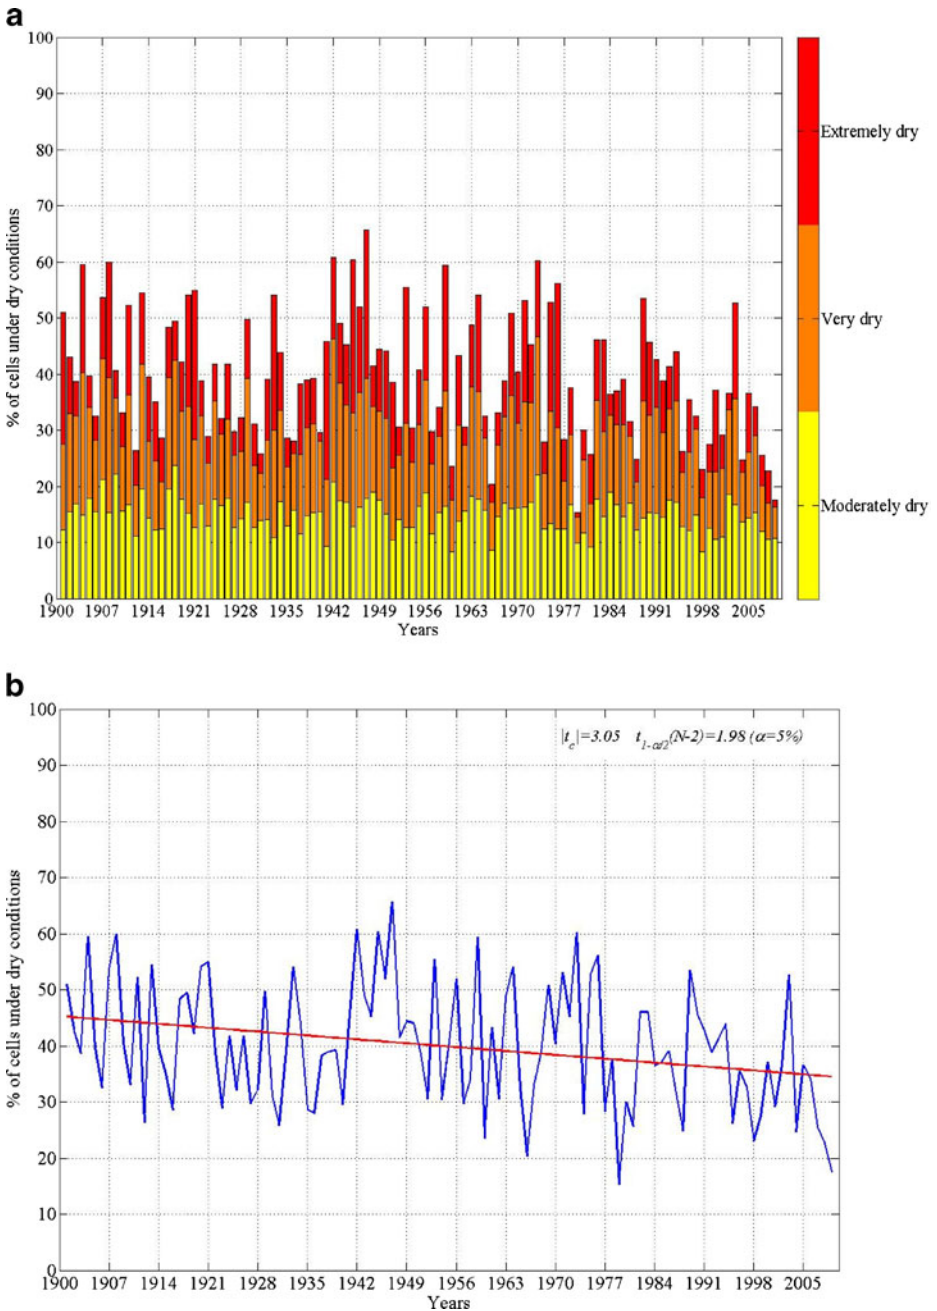 a
100
90
80
70
60
50
40
30
20
10
0
% of cells under dry conditions
1900 1907 1914 1921 1928 1935 1942 1949 1956 1963 1970 1977 1984 1991 1998 2005
Years
Extremely dry
Very dry
Moderately dry
b
100
90
80
70
60
50
40
30
20
10
0
% of cells under dry conditions
|t_c|=3.05 t_{1-α/2}(N-2)=1.98 (α=5%)
1900 1907 1914 1921 1928 1935 1942 1949 1956 1963 1970 1977 1984 1991 1998 2005
Years